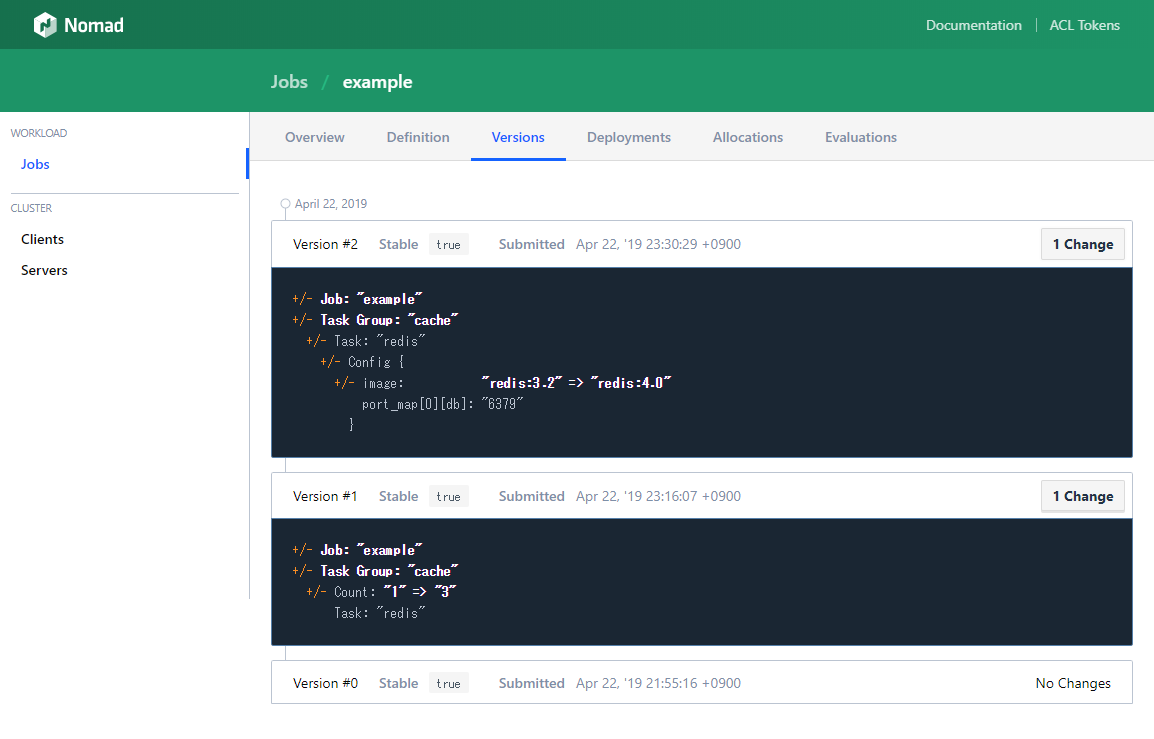 Nomad
Documentation | ACL Tokens
Jobs / example
WORKLOAD
Jobs
CLUSTER
Clients
Servers
Overview Definition Versions Deployments Allocations Evaluations
April 22, 2019
Version #2 Stable true Submitted Apr 22, '19 23:30:29 +0900 1 Change
+/- Job: "example"
+/- Task Group: "cache"
+/- Task: "redis"
+/- Config {
+/- image: "redis:3.2" => "redis:4.0"
port_map[0][db]: "6379"
}
Version #1 Stable true Submitted Apr 22, '19 23:16:07 +0900 1 Change
+/- Job: "example"
+/- Task Group: "cache"
+/- Count: "1" => "3"
Task: "redis"
Version #0 Stable true Submitted Apr 22, '19 21:55:16 +0900 No Changes